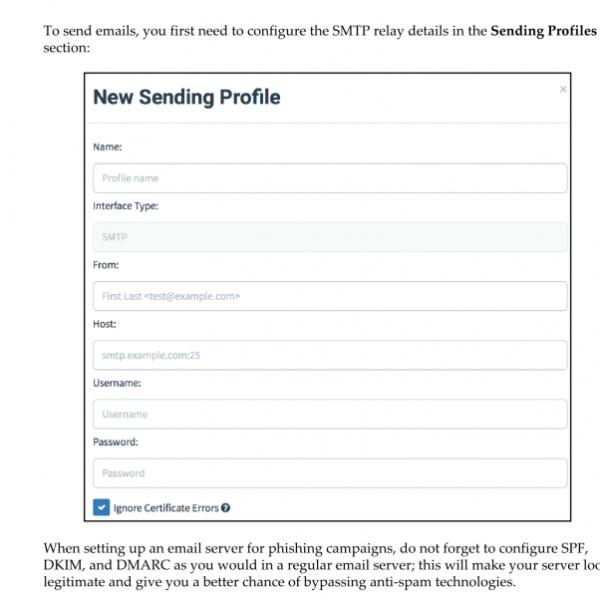 To send emails, you first need to configure the SMTP relay details in the Sending Profiles
section:
New Sending Profile
×
Name:
Profile name
Interface Type:
SMTP
From:
First Last <test@example.com>
Host:
smtp.example.com:25
Username:
Username
Password:
Password
Ignore Certificate Errors
When setting up an email server for phishing campaigns, do not forget to configure SPF,
DKIM, and DMARC as you would in a regular email server; this will make your server loo
legitimate and give you a better chance of bypassing anti-spam technologies.